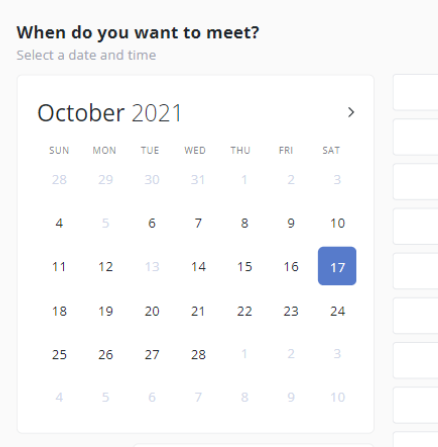 When do you want to meet?
Select a date and time
October 2021 >
SUN MON TUE WED THU FRI SAT
28 29 30 31 1 2 3
4 5 6 7 8 9 10
11 12 13 14 15 16 17
18 19 20 21 22 23 24
25 26 27 28 1 2 3
4 5 6 7 8 9 10